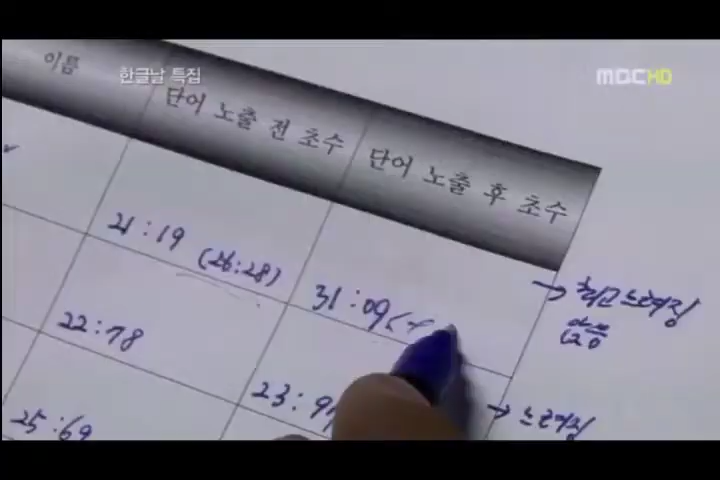 한글날 특집
MBC HD
이름
단어 노출 전 초수
단어 노출 후 초수
21:19 (26:28)
31:09 (+
→ 최고 느려짐
22:78
23:9
→ 느려짐
25:69